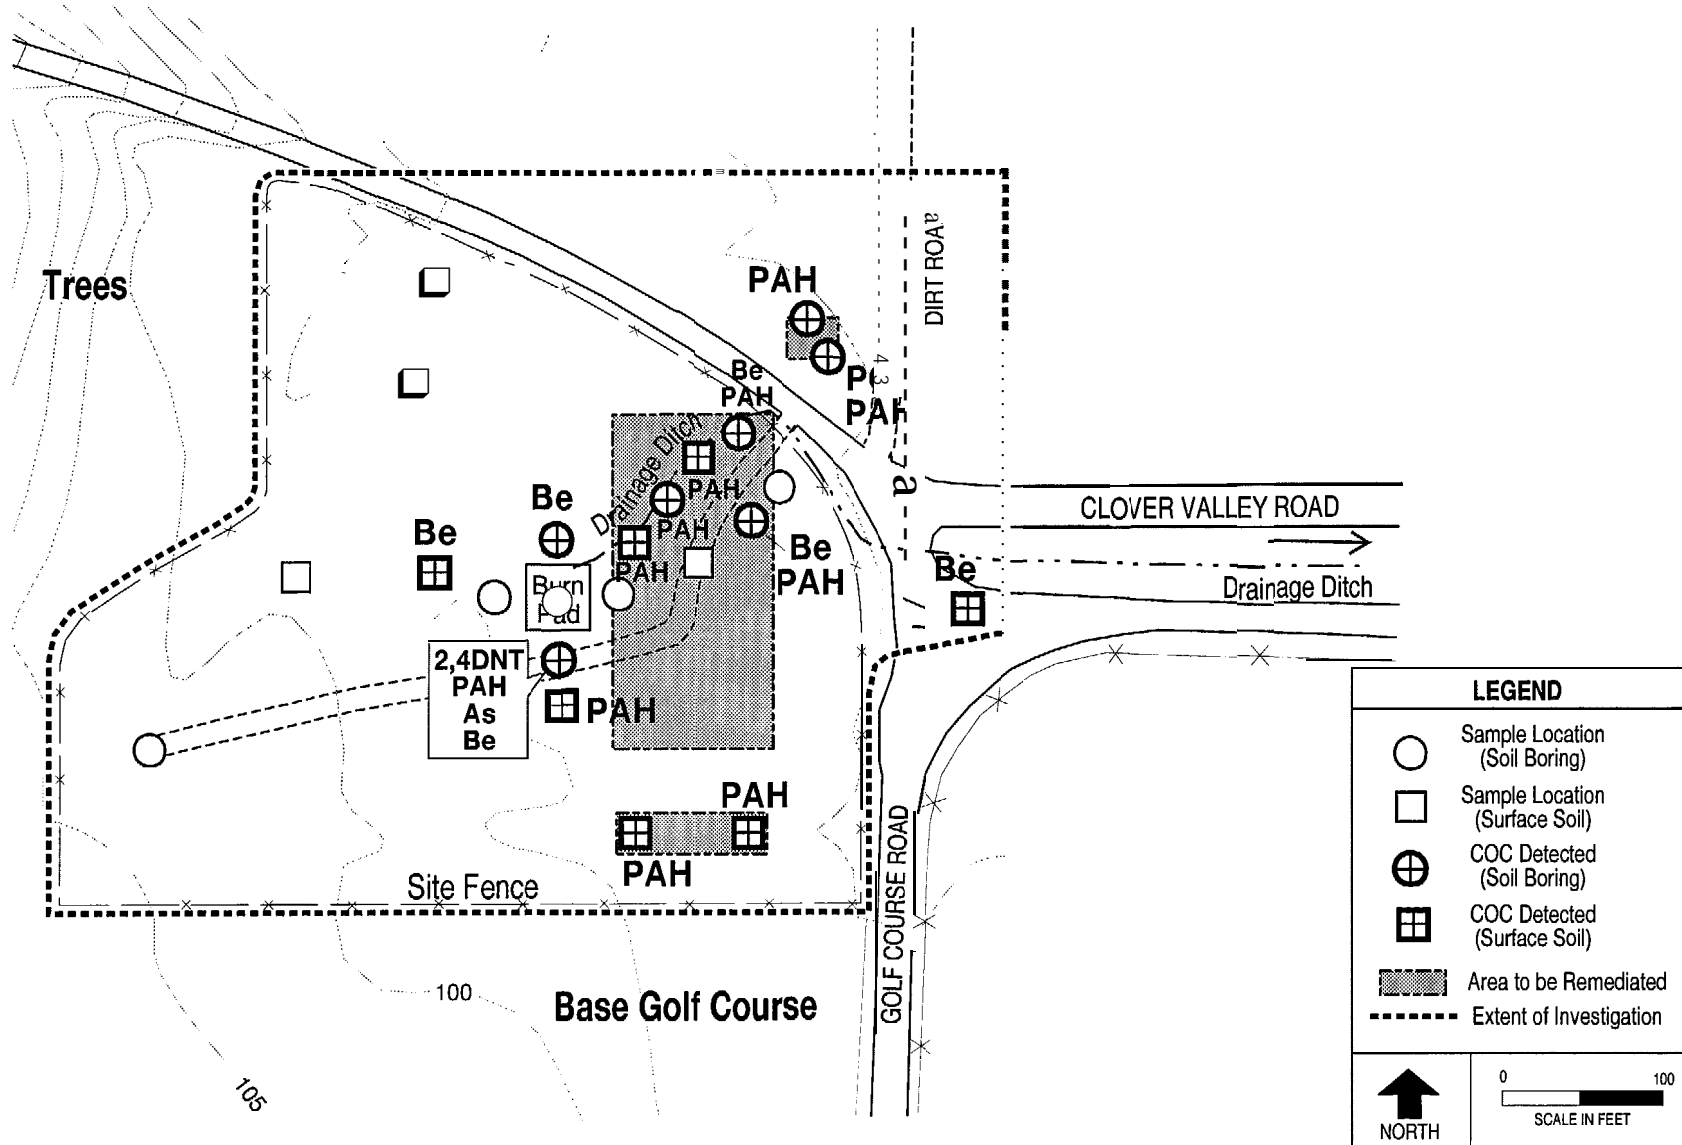 Trees
PAH
DIRT ROAD
Be
PAH
PAH
Drainage Ditch
PAH
PAH
Be
Be
PAH
Be
PAH
Burn
Pad
2,4DNT
PAH
As
Be
PAH
PAH
PAH
Site Fence
CLOVER VALLEY ROAD
Be
Drainage Ditch
GOLF COURSE ROAD
Base Golf Course
100
105
LEGEND
Sample Location
(Soil Boring)
Sample Location
(Surface Soil)
COC Detected
(Soil Boring)
COC Detected
(Surface Soil)
Area to be Remediated
Extent of Investigation
NORTH
0 100
SCALE IN FEET